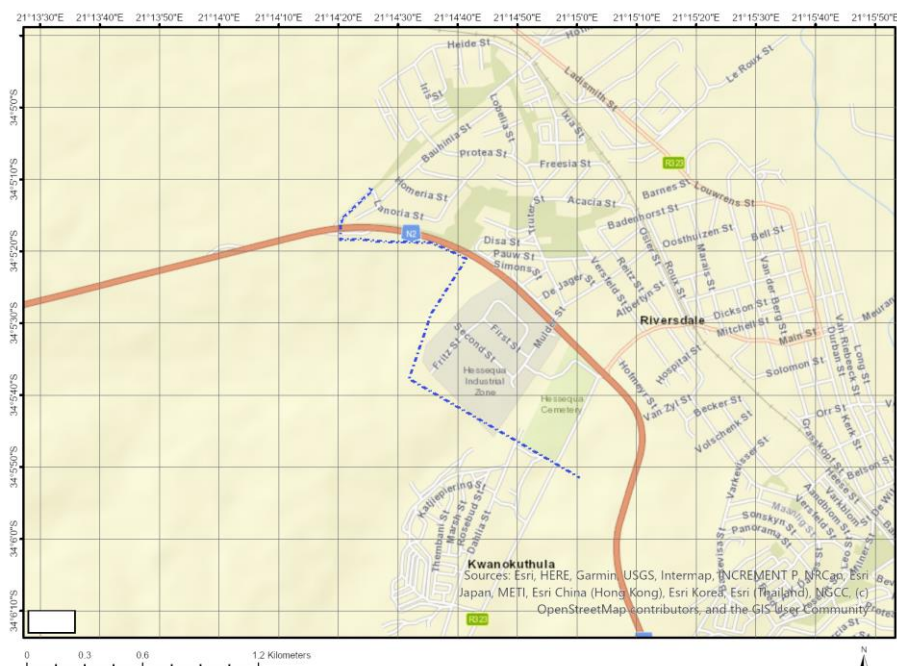 21°13'30"E 21°13'40"E 21°13'50"E 21°14'0"E 21°14'10"E 21°14'20"E 21°14'30"E 21°14'40"E 21°14'50"E 21°15'0"E 21°15'10"E 21°15'20"E 21°15'30"E 21°15'40"E 21°15'50"E
34°5'0"S
34°5'10"S
34°5'20"S
34°5'30"S
34°5'40"S
34°5'50"S
34°6'0"S
34°6'10"S
Heide St
Ladismith St
Le Roux St
Iris St
Lobelia St
Ixia St
Bauhinia St
Protea St
Freesia St
R323
Homeria St
Acacia St
Barnes St
Louwrens St
Lanoria St
Truter St
Badenhorst St
N2
Disa St
Oosthuizen St
Bell St
Pauw St
Simons St
Osler St
Marais St
De Jager St
Versfeld St
Reitz St
Roux St
Van der Berg St
Albertyn St
Dickson St
First St
Second St
Fritz St
Riversdale
Mitchell St
Main St
Van Riebeeck St
Durban St
Long St
Hessequa
Industrial
Zone
Hospital St
Solomon St
Hofmeyr St
Hessequa
Cemetery
Van Zyl St
Becker St
Orr St
Volschenk St
Kerk St
Grasskopf St
Belson St
Varkevisser St
Heese St
Katjiepiering St
Marsh St
Rosebud St
Thembani St
Dahlia St
Aandblom St
Versfeld St
Sonskyn St
Panorama St
Leo St
Kwanokuthula
R323
Sources: Esri, HERE, Garmin, USGS, Intermap, INCREMENT P, NRCan, Esri
Japan, METI, Esri China (Hong Kong), Esri Korea, Esri (Thailand), NGCC, (c)
OpenStreetMap contributors, and the GIS User Community
0 0.3 0.6 1.2 Kilometers
N